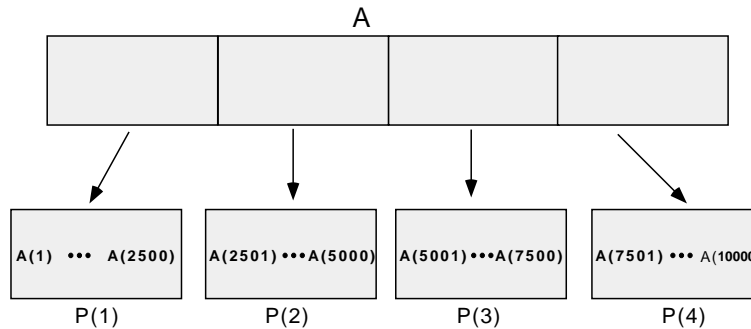 A
A(1) ••• A(2500)
A(2501) ••• A(5000)
A(5001) ••• A(7500)
A(7501) ••• A(10000
P(1)
P(2)
P(3)
P(4)